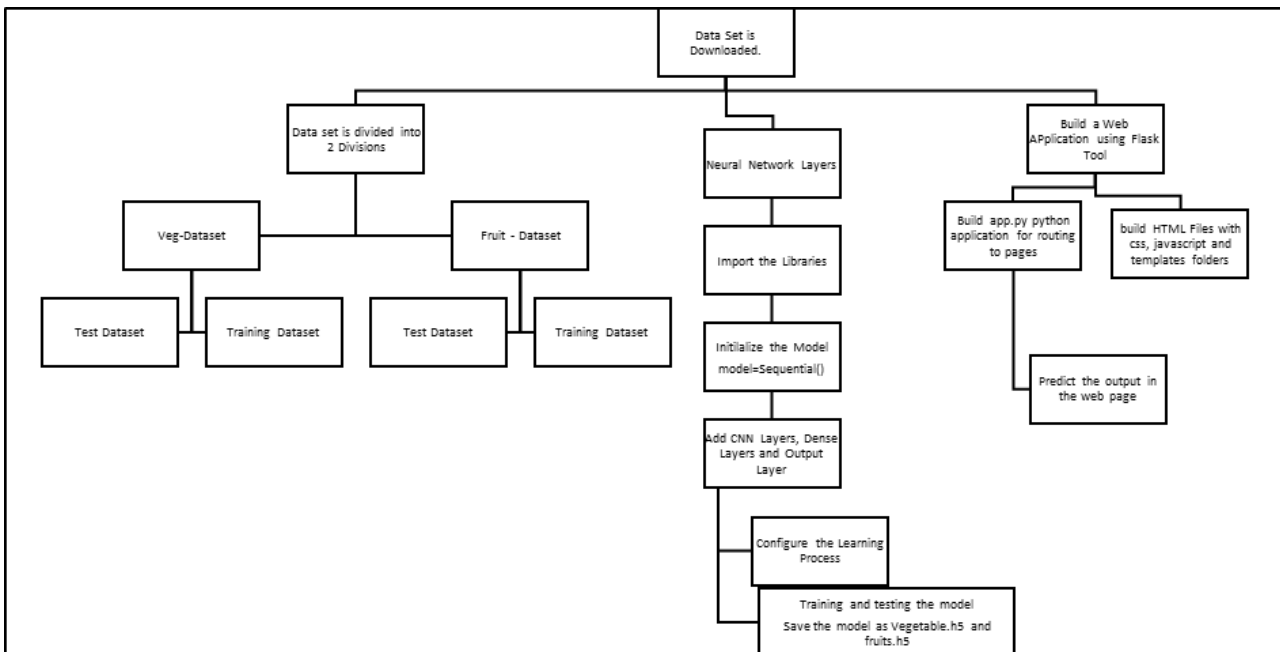 Data Set is
Downloaded.
Data set is divided into
2 Divisions
Veg-Dataset
Fruit - Dataset
Test Dataset
Training Dataset
Test Dataset
Training Dataset
Neural Network Layers
Import the Libraries
Initilalize the Model
model=Sequential()
Add CNN Layers, Dense
Layers and Output
Layer
Configure the Learning
Process
Training and testing the model
Save the model as Vegetable.h5 and
fruits.h5
Build a Web
APplication using Flask
Tool
Build app.py python
application for routing
to pages
build HTML Files with
css, javascript and
templates folders
Predict the output in
the web page